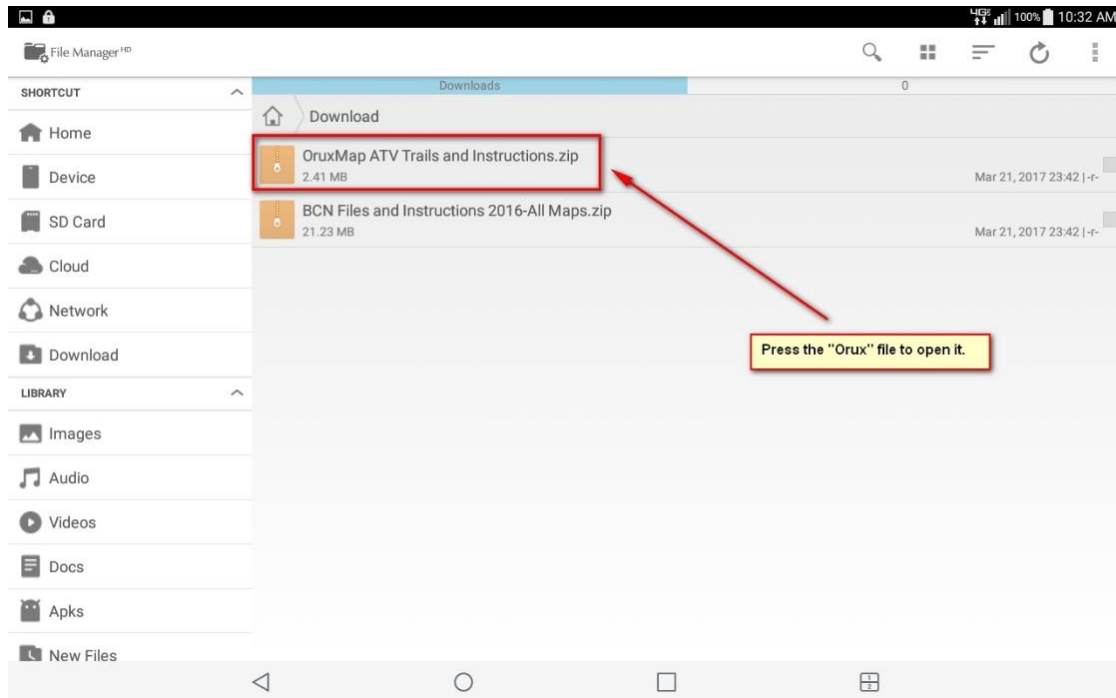 4GE 100% 10:32 AM
File Manager HD
SHORTCUT
Home
Device
SD Card
Cloud
Network
Download
LIBRARY
Images
Audio
Videos
Docs
Apks
New Files
Downloads 0
Download
OruxMap ATV Trails and Instructions.zip
2.41 MB Mar 21, 2017 23:42 | -r-
BCN Files and Instructions 2016-All Maps.zip
21.23 MB Mar 21, 2017 23:42 | -r-
Press the "Orux" file to open it.
1
2